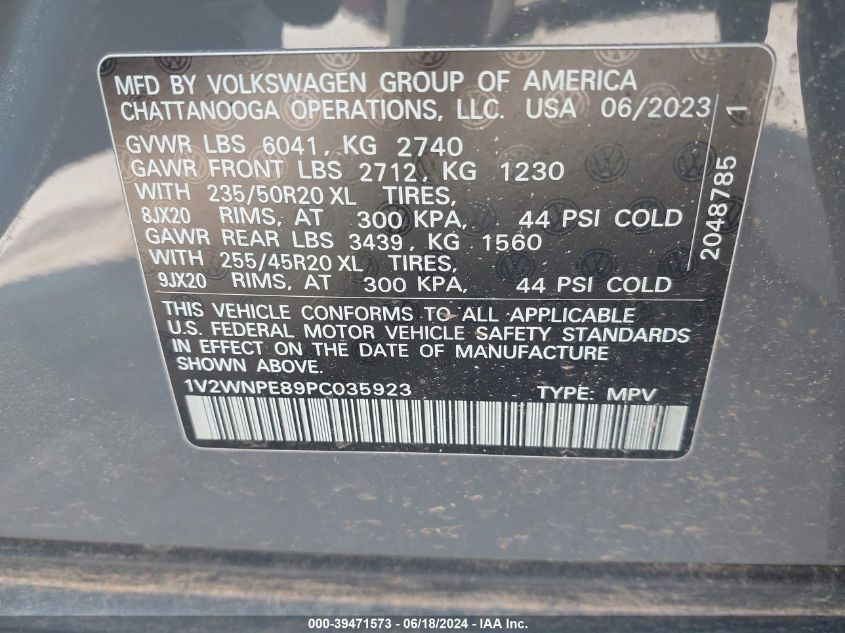 MFD BY VOLKSWAGEN GROUP OF AMERICA
CHATTANOOGA OPERATIONS, LLC. USA 06/2023
GVWR LBS 6041, KG 2740
GAWR FRONT LBS 2712, KG 1230
WITH 235/50R20 XL TIRES,
8JX20 RIMS, AT 300 KPA, 44 PSI COLD
GAWR REAR LBS 3439, KG 1560
WITH 255/45R20 XL TIRES,
9JX20 RIMS, AT 300 KPA, 44 PSI COLD
2048785 1
THIS VEHICLE CONFORMS TO ALL APPLICABLE
U.S. FEDERAL MOTOR VEHICLE SAFETY STANDARDS
IN EFFECT ON THE DATE OF MANUFACTURE
SHOWN ABOVE.
1V2WNPE89PC035923 TYPE: MPV
000-39471573 - 06/18/2024 - IAA, Inc.